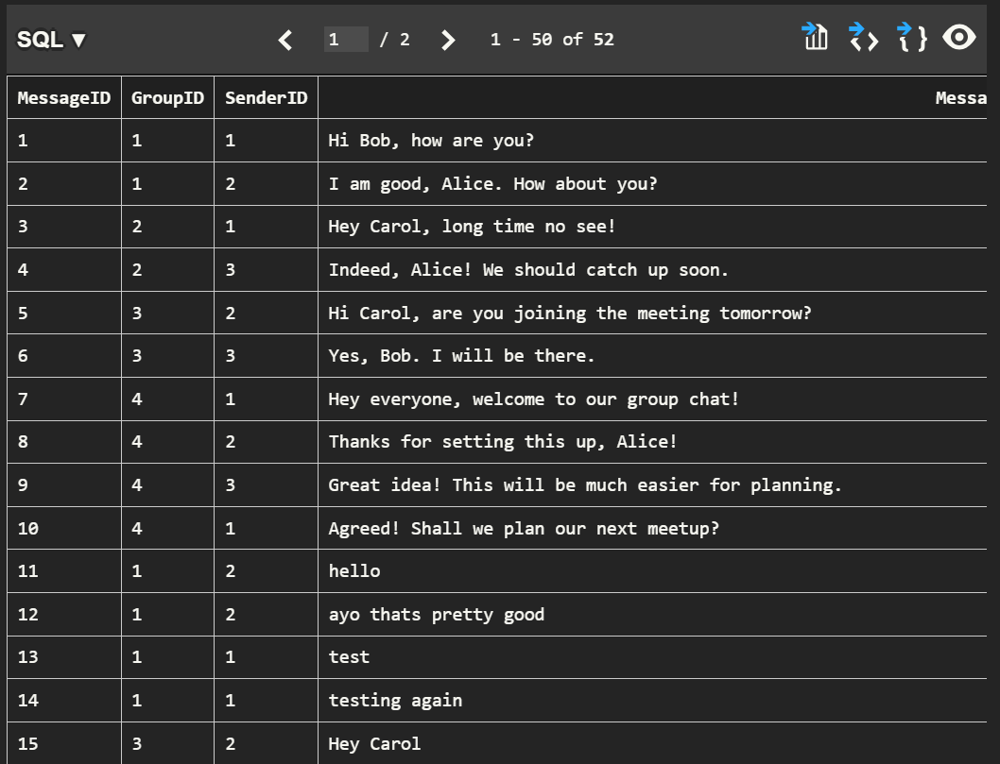 SQL ▼ 1 / 2 1 - 50 of 52
MessageID GroupID SenderID Messa
1 1 1 Hi Bob, how are you?
2 1 2 I am good, Alice. How about you?
3 2 1 Hey Carol, long time no see!
4 2 3 Indeed, Alice! We should catch up soon.
5 3 2 Hi Carol, are you joining the meeting tomorrow?
6 3 3 Yes, Bob. I will be there.
7 4 1 Hey everyone, welcome to our group chat!
8 4 2 Thanks for setting this up, Alice!
9 4 3 Great idea! This will be much easier for planning.
10 4 1 Agreed! Shall we plan our next meetup?
11 1 2 hello
12 1 2 ayo thats pretty good
13 1 1 test
14 1 1 testing again
15 3 2 Hey Carol